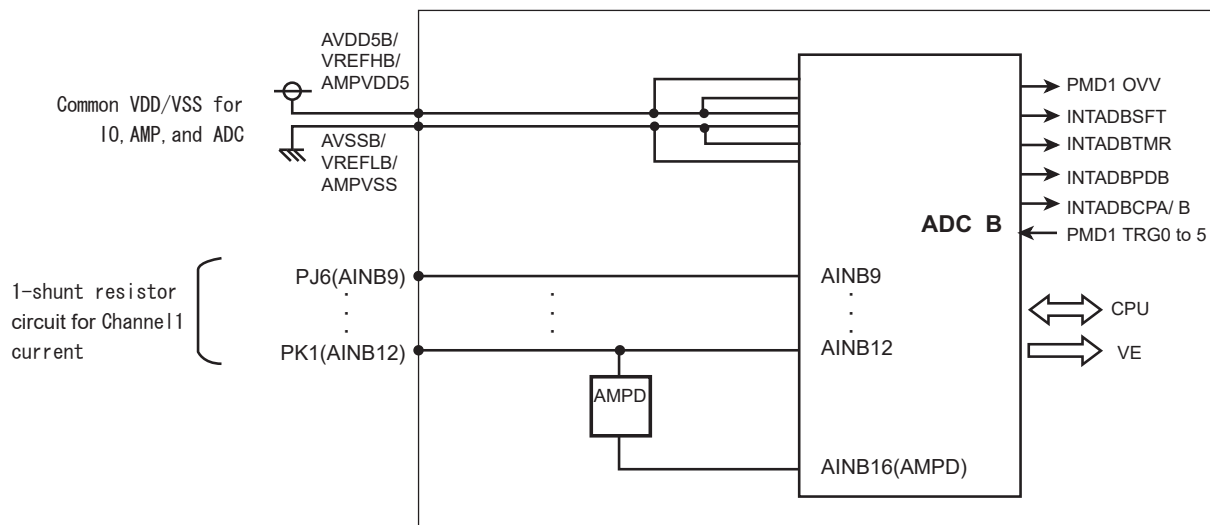 AVDD5B/
VREFHB/
AMPVDD5
Common VDD/VSS for
IO, AMP, and ADC
AVSSB/
VREFLB/
AMPVSS
PMD1 OVV
INTADBSFT
INTADBTMR
INTADBPDB
INTADBCPA/ B
ADC B
PMD1 TRG0 to 5
1-shunt resistor
circuit for Channel1
current
PJ6(AINB9)
AINB9
PK1(AINB12)
AINB12
CPU
VE
AMPD
AINB16(AMPD)